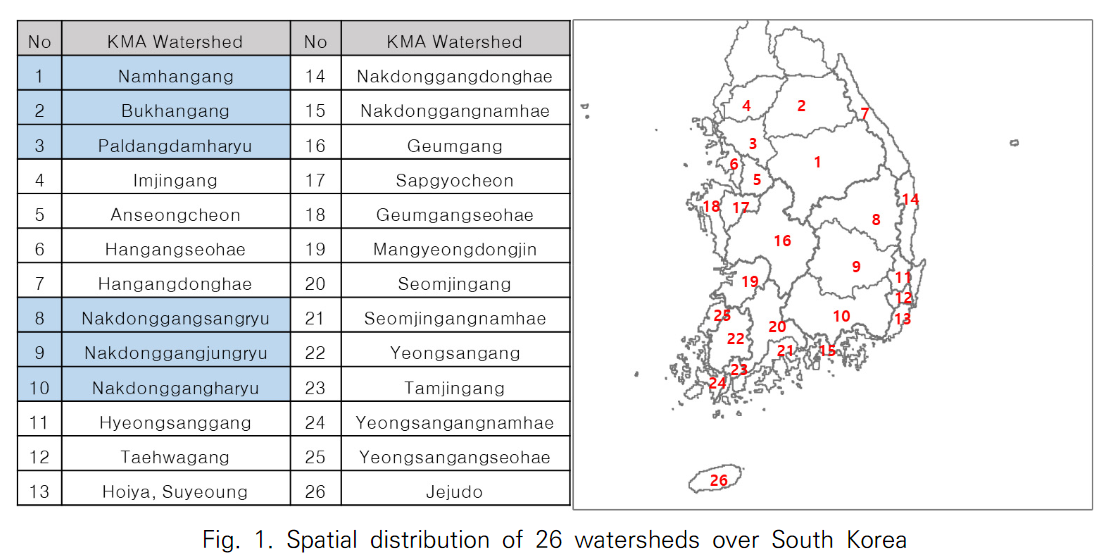 No KMA Watershed No KMA Watershed
1 Namhangang 14 Nakdonggangdonghae
2 Bukhangang 15 Nakdonggangnamhae
3 Paldangdamharyu 16 Geumgang
4 Imjingang 17 Sapgyocheon
5 Anseongcheon 18 Geumgangseohae
6 Hangangseohae 19 Mangyeongdongjin
7 Hangangdonghae 20 Seomjingang
8 Nakdonggangsangryu 21 Seomjingangnamhae
9 Nakdonggangjungryu 22 Yeongsangang
10 Nakdonggangharyu 23 Tamjingang
11 Hyeongsanggang 24 Yeongsangangnamhae
12 Taehwagang 25 Yeongsangangseohae
13 Hoiya, Suyeoung 26 Jejudo
4 2 7
3
6 5 1
18 17 14
8
16
9 11
19 12
25 10 13
20
22 21 15
23
24
26
Fig. 1. Spatial distribution of 26 watersheds over South Korea